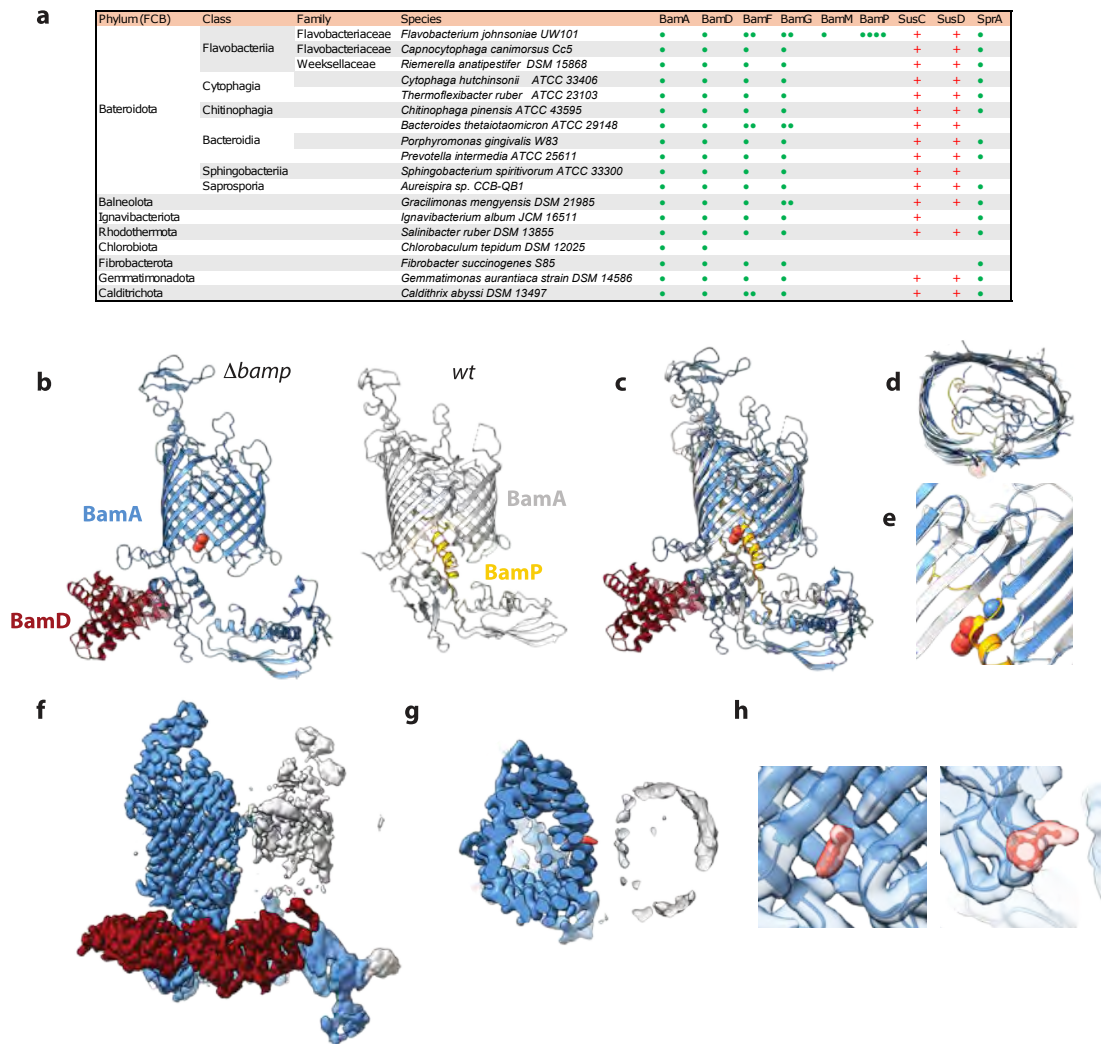 a
Phylum (FCB) Class Family Species BamA BamD BamF BamG BamM BamP SusC SusD SprA
Flavobacteriaceae Flavobacterium johnsoniae UW101 ● ● ●● ●● ● ●●●● + + ●
Flavobacteriia Flavobacteriaceae Capnocytophaga canimorsus Cc5 ● ● ● ● + + ●
Weeksellaceae Riemerella anatipestifer DSM 15868 ● ● ● ● + + ●
Cytophagia Cytophaga hutchinsonii ATCC 33406 ● ● ● ● + + ●
Thermoflexibacter ruber ATCC 23103 ● ● ● ● + + ●
Bateroidota Chitinophagia Chitinophaga pinensis ATCC 43595 ● ● ● ● + + ●
Bacteroides thetaiotaomicron ATCC 29148 ● ● ●● ●● + +
Bacteroidia Porphyromonas gingivalis W83 ● ● ● ● + + ●
Prevotella intermedia ATCC 25611 ● ● ● ● + + ●
Sphingobacteriia Sphingobacterium spiritivorum ATCC 33300 ● ● ● ● + +
Saprosporia Aureispira sp. CCB-QB1 ● ● ● ● + + ●
Balneolota Gracilimonas mengyensis DSM 21985 ● ● ● ●● + + ●
Ignavibacteriota Ignavibacterium album JCM 16511 ● ● ● ● + ●
Rhodothermota Salinibacter ruber DSM 13855 ● ● ● ● + + ●
Chlorobiota Chlorobaculum tepidum DSM 12025 ● ●
Fibrobacterota Fibrobacter succinogenes S85 ● ● ● ● ●
Gemmatimonadota Gemmatimonas aurantiaca strain DSM 14586 ● ● ● ● + + ●
Calditrichota Caldithrix abyssi DSM 13497 ● ● ●● ● + + ●
b Δbamp wt c d
BamA BamA
BamP
BamD
e
f g h